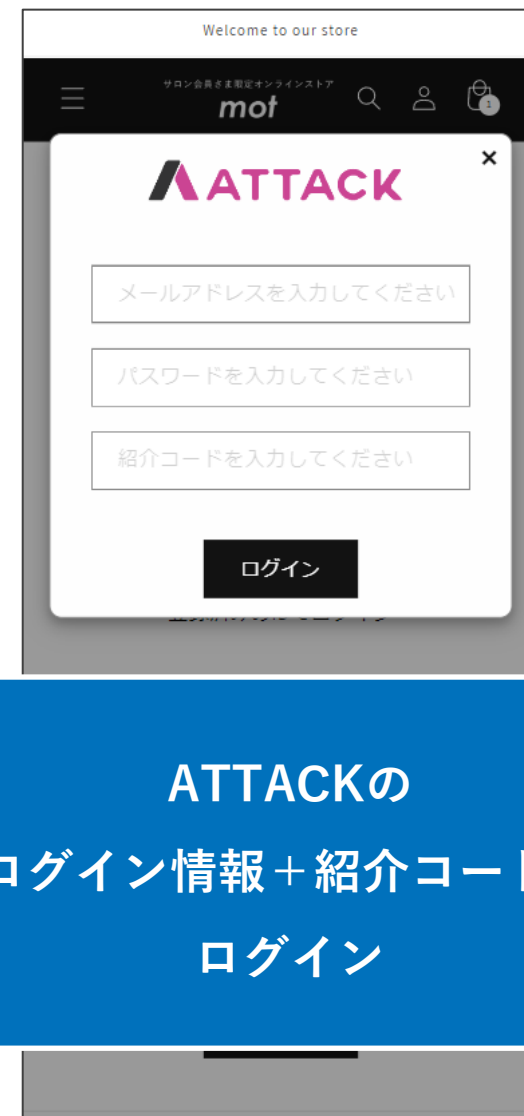 Welcome to our store
サロン会員さま限定オンラインストア
mot
1
ATTACK
×
メールアドレスを入力してください
パスワードを入力してください
紹介コードを入力してください
ログイン
ATTACKの
ログイン情報＋紹介コード
ログイン